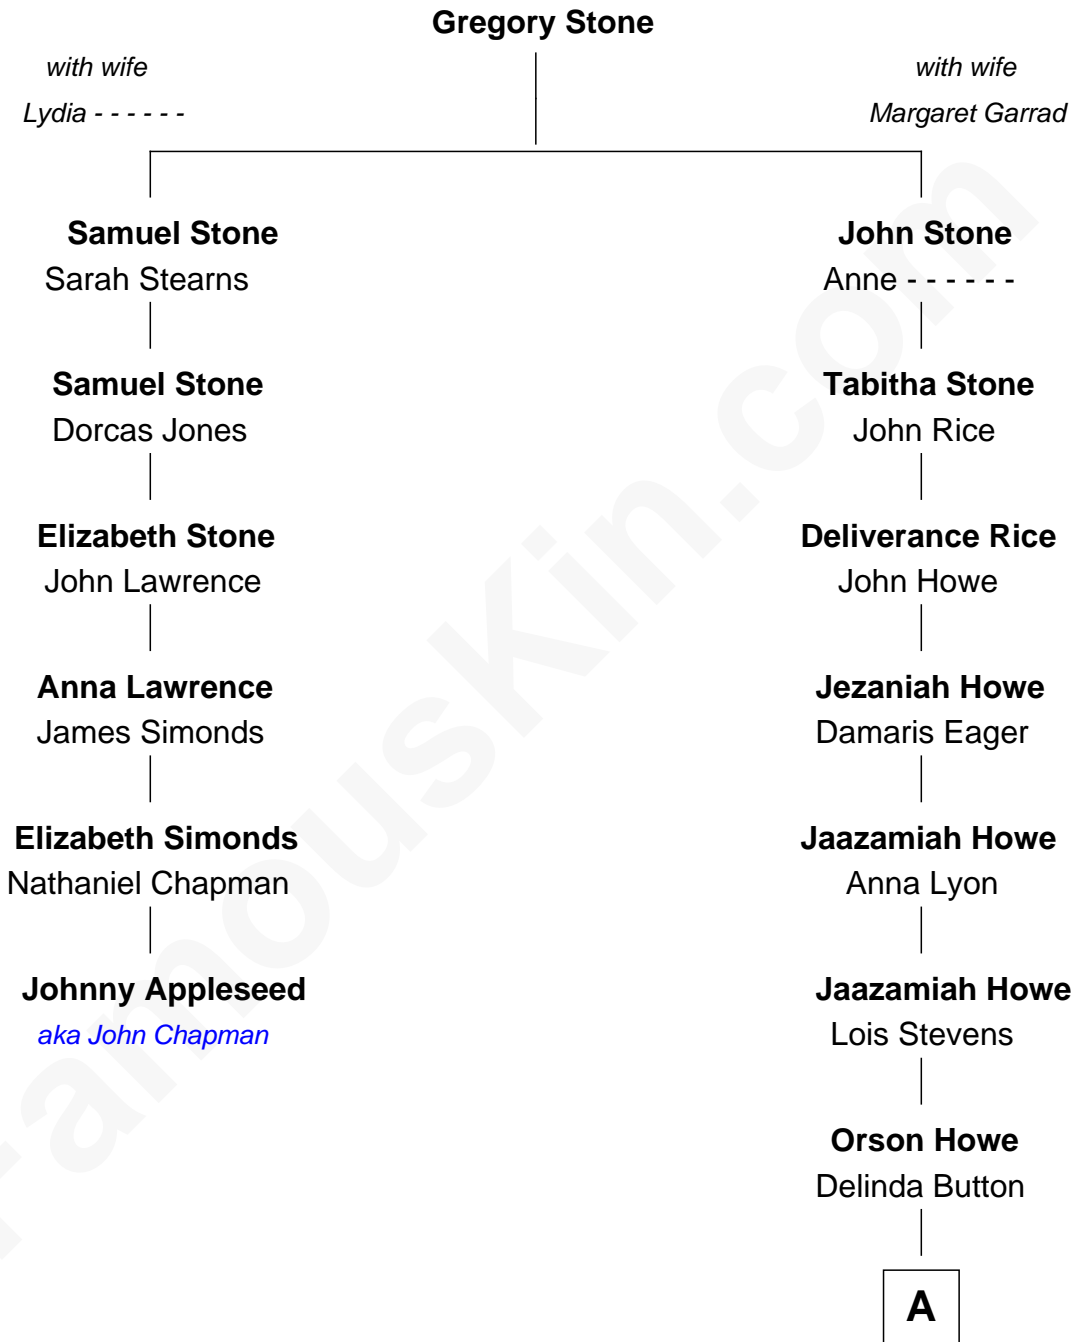 Gregory Stone
with wife
Lydia - - - - - -
with wife
Margaret Garrad
Samuel Stone
Sarah Stearns
Samuel Stone
Dorcas Jones
Elizabeth Stone
John Lawrence
Anna Lawrence
James Simonds
Elizabeth Simonds
Nathaniel Chapman
Johnny Appleseed
aka John Chapman
John Stone
Anne - - - - - -
Tabitha Stone
John Rice
Deliverance Rice
John Howe
Jezaniah Howe
Damaris Eager
Jaazamiah Howe
Anna Lyon
Jaazamiah Howe
Lois Stevens
Orson Howe
Delinda Button
A
FamousKin.com